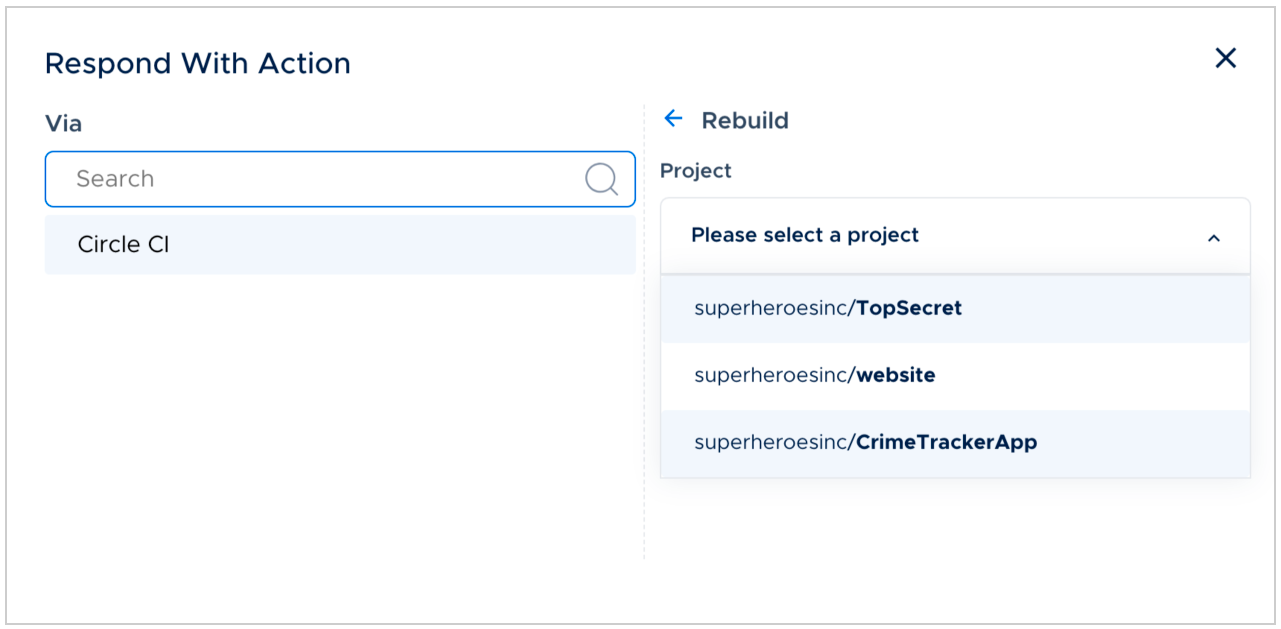 Respond With Action
Via
Search
Circle CI
Rebuild
Project
Please select a project
superheroesinc/TopSecret
superheroesinc/website
superheroesinc/CrimeTrackerApp